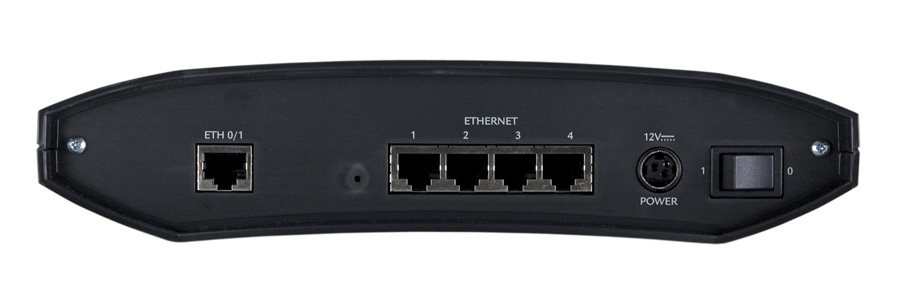 ETH 0/1
ETHERNET
1 2 3 4
12V⎓
POWER
1 0